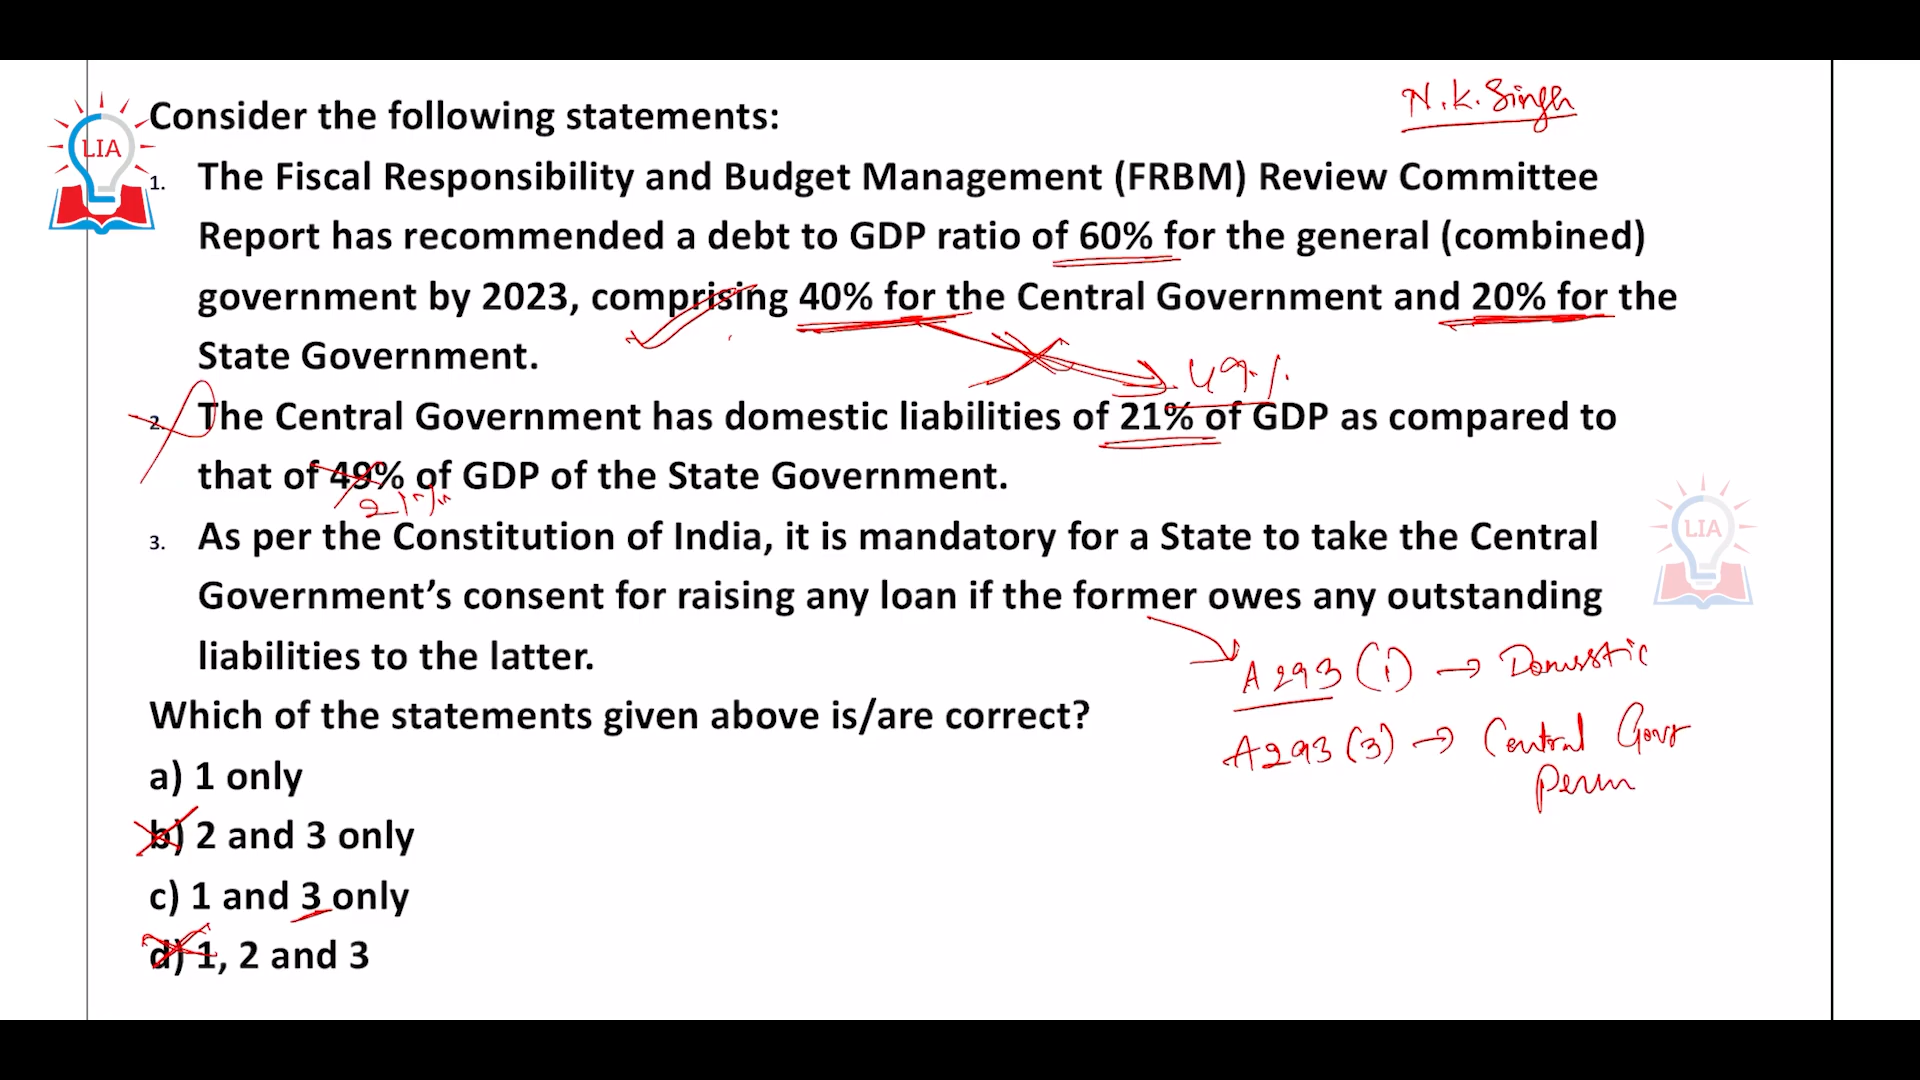 N.K. Singh
LIA
Consider the following statements:
1. The Fiscal Responsibility and Budget Management (FRBM) Review Committee
Report has recommended a debt to GDP ratio of 60% for the general (combined)
government by 2023, comprising 40% for the Central Government and 20% for the
State Government.
49%
2. The Central Government has domestic liabilities of 21% of GDP as compared to
that of 49% of GDP of the State Government.
21%
LIA
3. As per the Constitution of India, it is mandatory for a State to take the Central
Government’s consent for raising any loan if the former owes any outstanding
liabilities to the latter.
A293 (1) → Domestic
Which of the statements given above is/are correct?
A293 (3) → Central Govt
Perm
a) 1 only
b) 2 and 3 only
c) 1 and 3 only
d) 1, 2 and 3